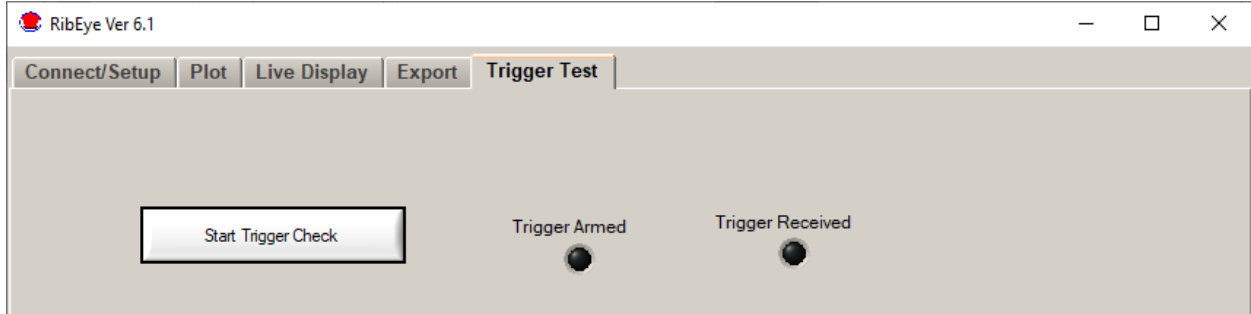 RibEye Ver 6.1
Connect/Setup Plot Live Display Export Trigger Test
Start Trigger Check
Trigger Armed
Trigger Received